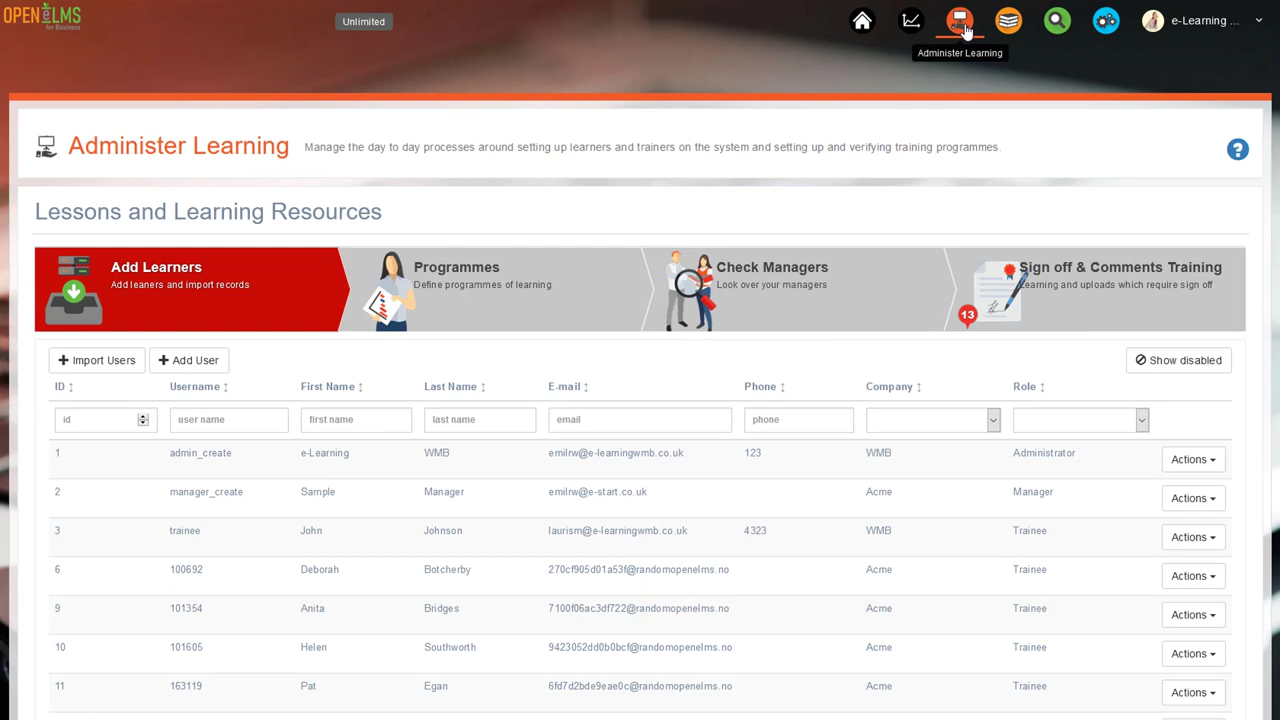 OPEN eLMS
for Business
Unlimited
e-Learning ...
Administer Learning
Administer Learning
Manage the day to day processes around setting up learners and trainers on the system and setting up and verifying training programmes.
?
Lessons and Learning Resources
Add Learners
Add leaners and import records
Programmes
Define programmes of learning
Check Managers
Look over your managers
Sign off & Comments Training
Learning and uploads which require sign off
13
Import Users
Add User
Show disabled
ID Username First Name Last Name E-mail Phone Company Role
id user name first name last name email phone
1 admin_create e-Learning WMB emilrw@e-learningwmb.co.uk 123 WMB Administrator Actions
2 manager_create Sample Manager emilrw@e-start.co.uk Acme Manager Actions
3 trainee John Johnson laurism@e-learningwmb.co.uk 4323 WMB Trainee Actions
6 100692 Deborah Botcherby 270cf905d01a53f@randomopenelms.no Acme Trainee Actions
9 101354 Anita Bridges 7100f06ac3df722@randomopenelms.no Acme Trainee Actions
10 101605 Helen Southworth 9423052dd0b0bcf@randomopenelms.no Acme Trainee Actions
11 163119 Pat Egan 6fd7d2bde9eae0c@randomopenelms.no Acme Trainee Actions